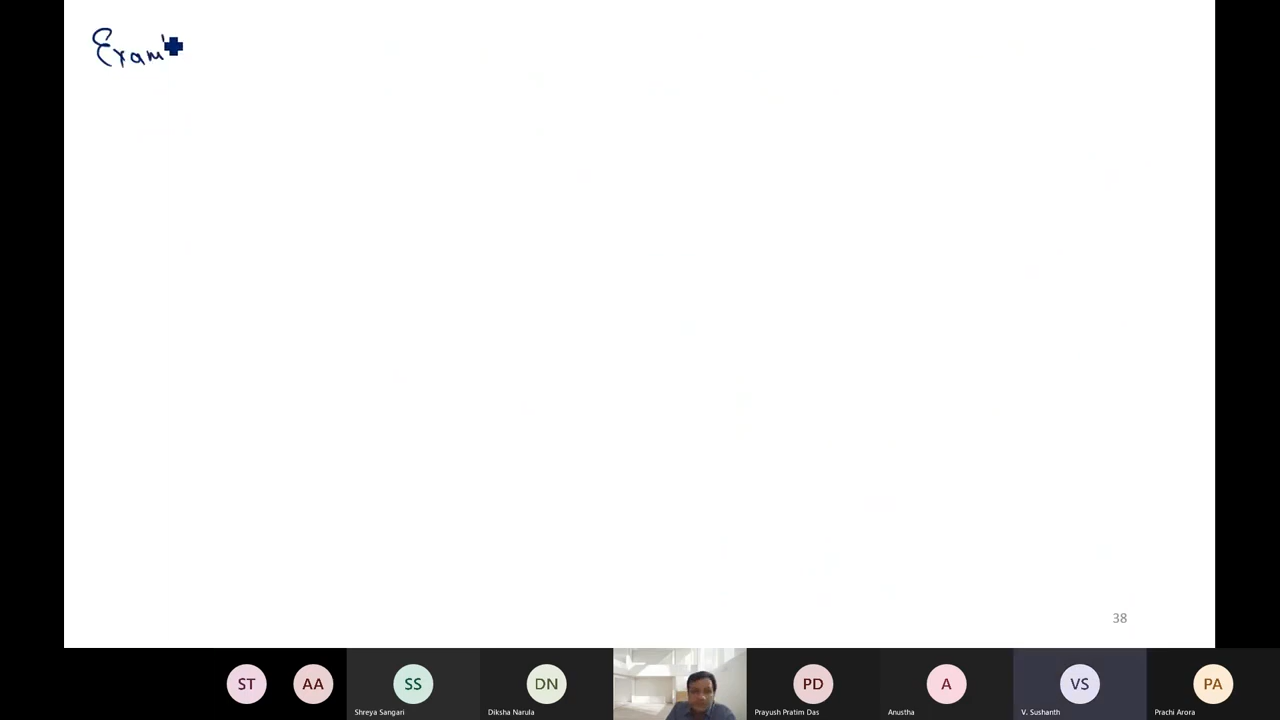 Exam
38
ST
AA
SS
DN
PD
A
VS
PA
Shreya Sangari
Diksha Narula
Prayush Pratim Das
Anustha
V. Sushanth
Prachi Arora